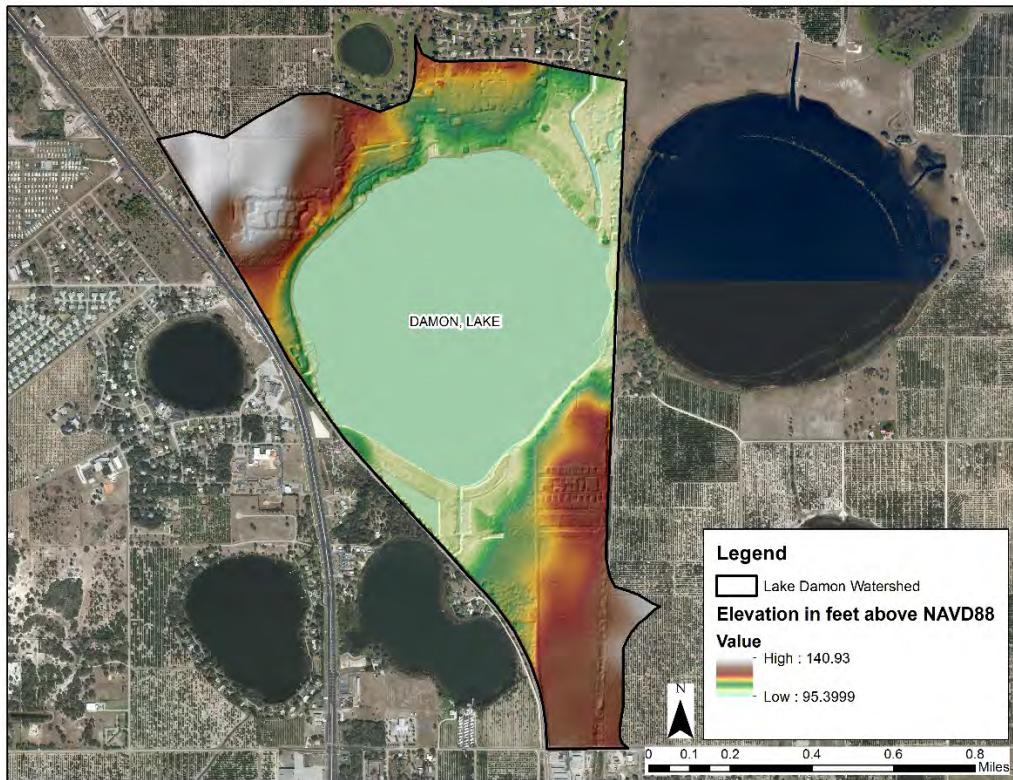 DAMON, LAKE
Legend
Lake Damon Watershed
Elevation in feet above NAVD88
Value
High : 140.93
Low : 95.3999
N
0 0.1 0.2 0.4 0.6 0.8
Miles